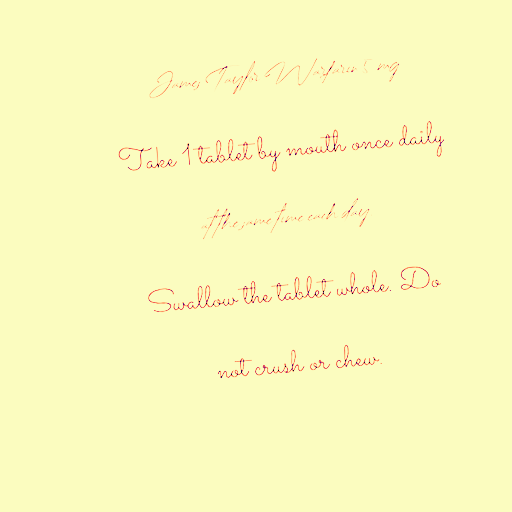 James Taylor Warfarin 5 mg
Take 1 tablet by mouth once daily
at the same time each day
Swallow the tablet whole. Do
not crush or chew.